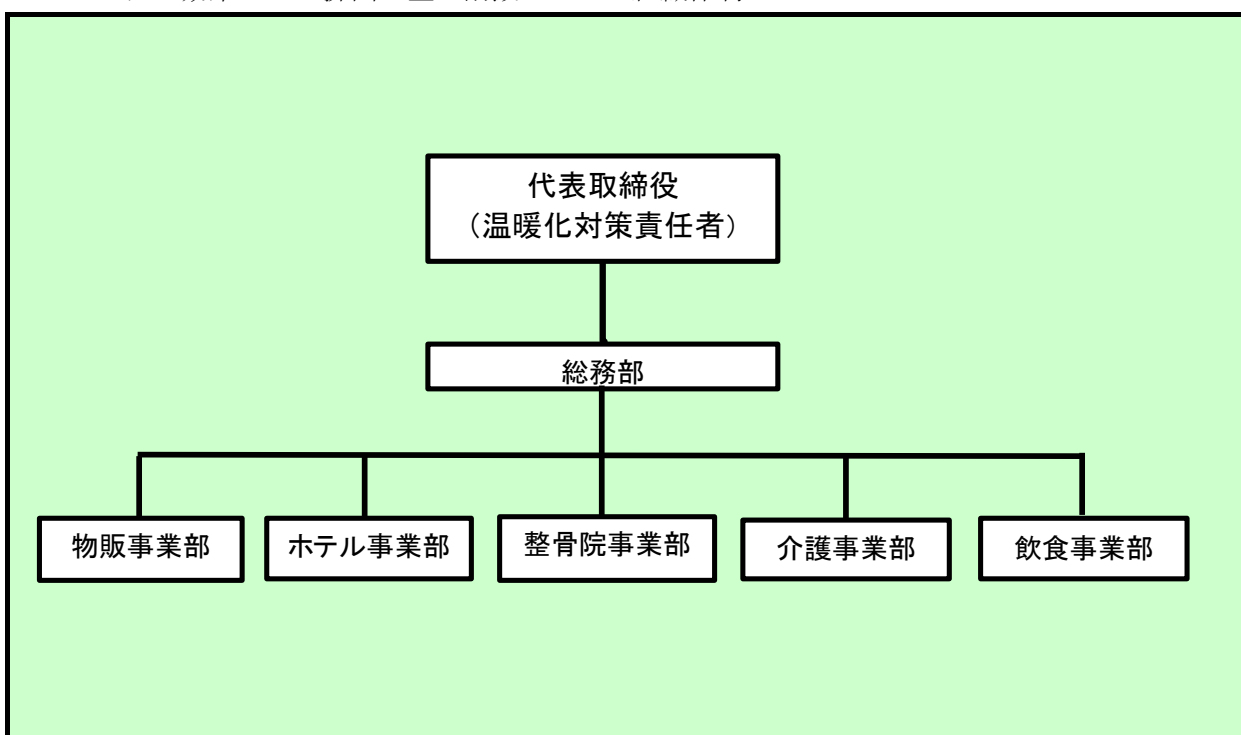 代表取締役
（温暖化対策責任者）
総務部
物販事業部
ホテル事業部
整骨院事業部
介護事業部
飲食事業部